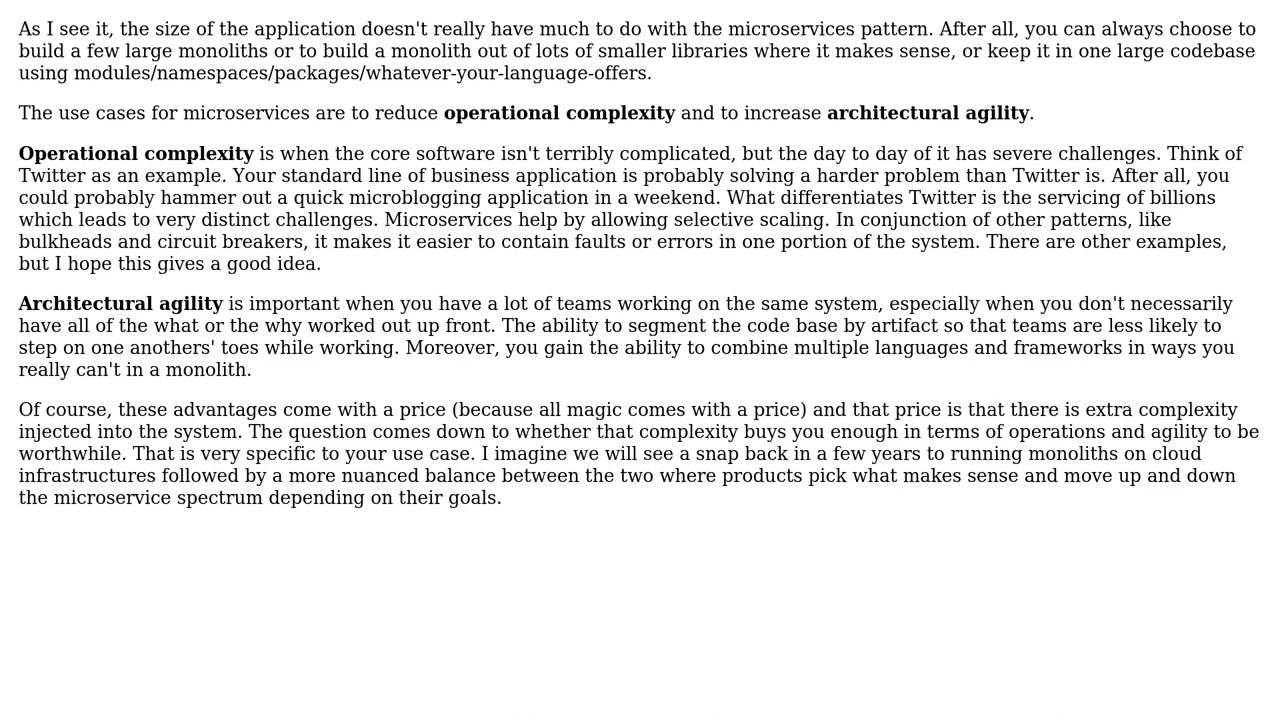 As I see it, the size of the application doesn't really have much to do with the microservices pattern. After all, you can always choose to
build a few large monoliths or to build a monolith out of lots of smaller libraries where it makes sense, or keep it in one large codebase
using modules/namespaces/packages/whatever-your-language-offers.
The use cases for microservices are to reduce operational complexity and to increase architectural agility.
Operational complexity is when the core software isn't terribly complicated, but the day to day of it has severe challenges. Think of
Twitter as an example. Your standard line of business application is probably solving a harder problem than Twitter is. After all, you
could probably hammer out a quick microblogging application in a weekend. What differentiates Twitter is the servicing of billions
which leads to very distinct challenges. Microservices help by allowing selective scaling. In conjunction of other patterns, like
bulkheads and circuit breakers, it makes it easier to contain faults or errors in one portion of the system. There are other examples,
but I hope this gives a good idea.
Architectural agility is important when you have a lot of teams working on the same system, especially when you don't necessarily
have all of the what or the why worked out up front. The ability to segment the code base by artifact so that teams are less likely to
step on one anothers' toes while working. Moreover, you gain the ability to combine multiple languages and frameworks in ways you
really can't in a monolith.
Of course, these advantages come with a price (because all magic comes with a price) and that price is that there is extra complexity
injected into the system. The question comes down to whether that complexity buys you enough in terms of operations and agility to be
worthwhile. That is very specific to your use case. I imagine we will see a snap back in a few years to running monoliths on cloud
infrastructures followed by a more nuanced balance between the two where products pick what makes sense and move up and down
the microservice spectrum depending on their goals.